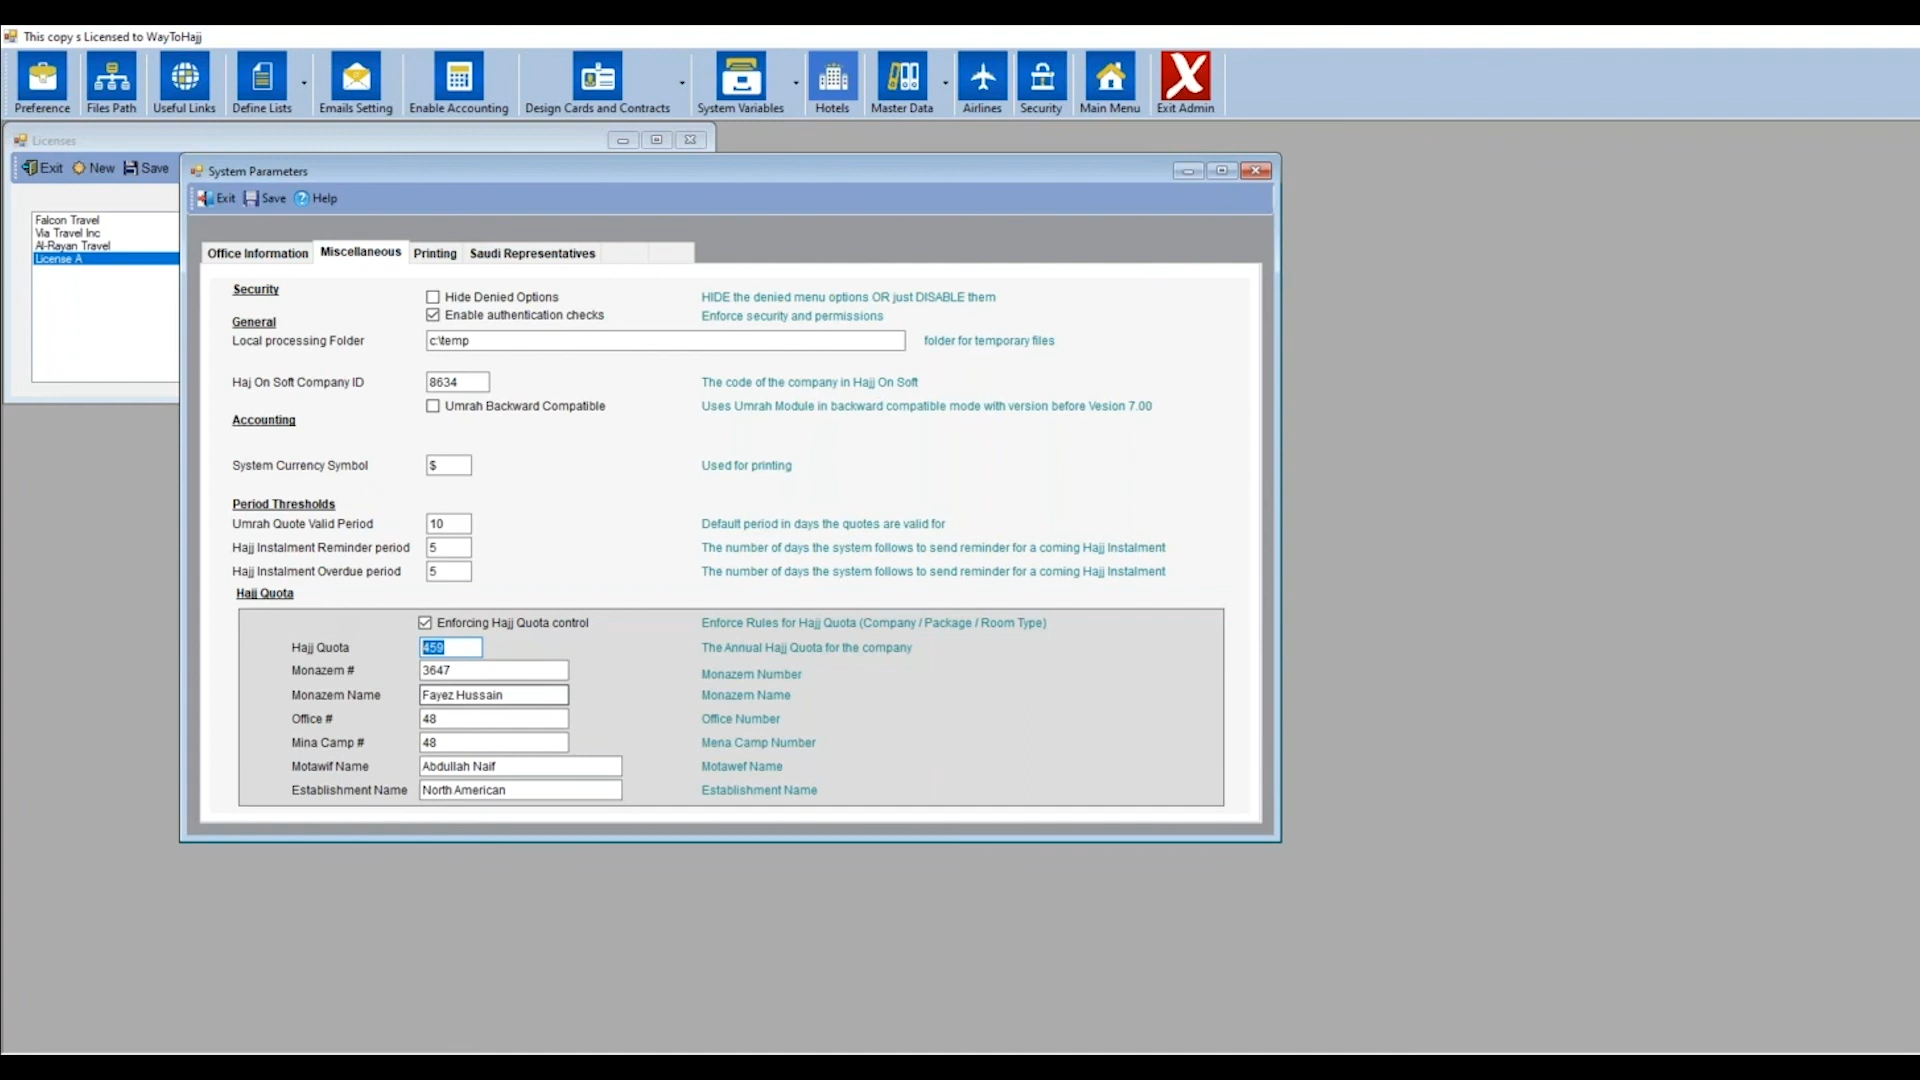 This copy s Licensed to WayToHajj
Preference Files Path Useful Links Define Lists Emails Setting Enable Accounting Design Cards and Contracts System Variables Hotels Master Data Airlines Security Main Menu Exit Admin
Licenses
Exit New Save
Falcon Travel
Via Travel Inc
Al-Rayan Travel
License A
System Parameters
Exit Save Help
Office Information Miscellaneous Printing Saudi Representatives
Security
Hide Denied Options HIDE the denied menu options OR just DISABLE them
Enable authentication checks Enforce security and permissions
General
Local processing Folder c:\temp folder for temporary files
Haj On Soft Company ID 8634 The code of the company in Hajj On Soft
Umrah Backward Compatible Uses Umrah Module in backward compatible mode with version before Vesion 7.00
Accounting
System Currency Symbol $ Used for printing
Period Thresholds
Umrah Quote Valid Period 10 Default period in days the quotes are valid for
Hajj Instalment Reminder period 5 The number of days the system follows to send reminder for a coming Hajj Instalment
Hajj Instalment Overdue period 5 The number of days the system follows to send reminder for a coming Hajj Instalment
Hajj Quota
Enforcing Hajj Quota control Enforce Rules for Hajj Quota (Company / Package / Room Type)
Hajj Quota 459 The Annual Hajj Quota for the company
Monazem # 3647 Monazem Number
Monazem Name Fayez Hussain Monazem Name
Office # 48 Office Number
Mina Camp # 48 Mena Camp Number
Motawif Name Abdullah Naif Motawef Name
Establishment Name North American Establishment Name